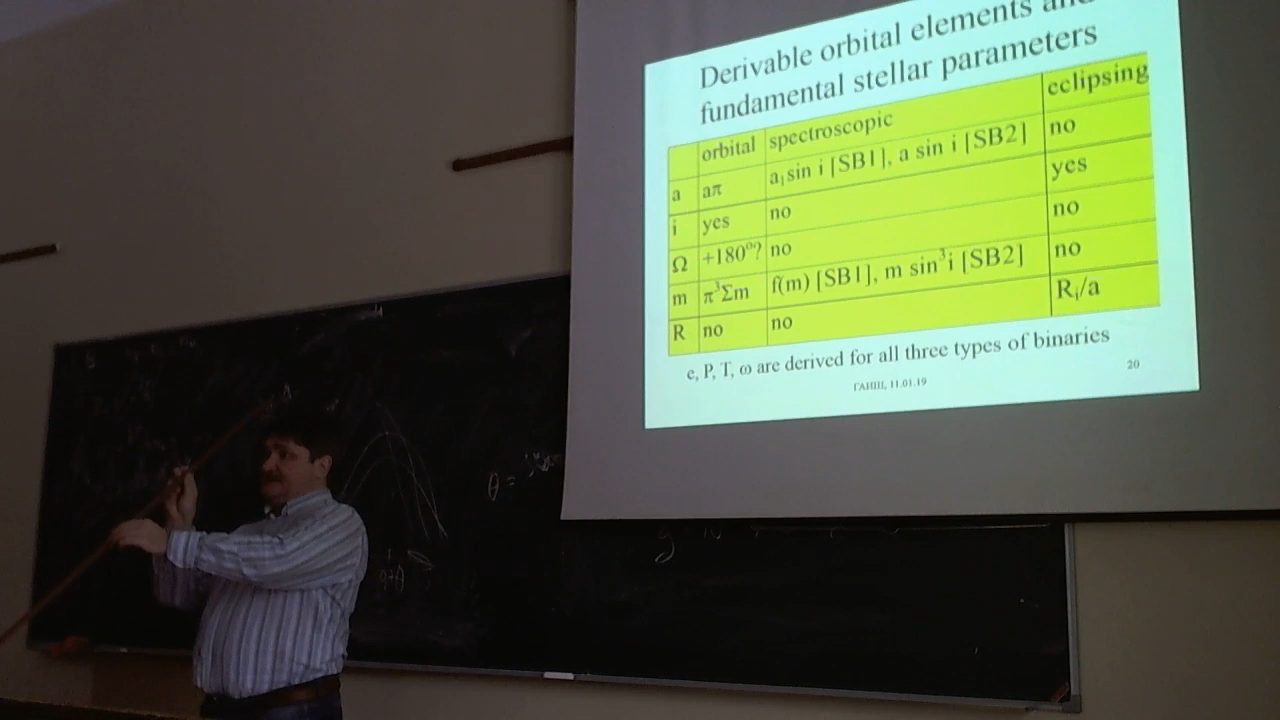 Derivable orbital elements and
fundamental stellar parameters
orbital spectroscopic eclipsing
a aπ a₁sin i [SB1], a sin i [SB2] no
i yes no yes
Ω +180°? no no
m π³Σm f(m) [SB1], m sin³i [SB2] no
R no no R₁/a
e, P, T, ω are derived for all three types of binaries
ГАИШ, 11.01.19
20
θ =